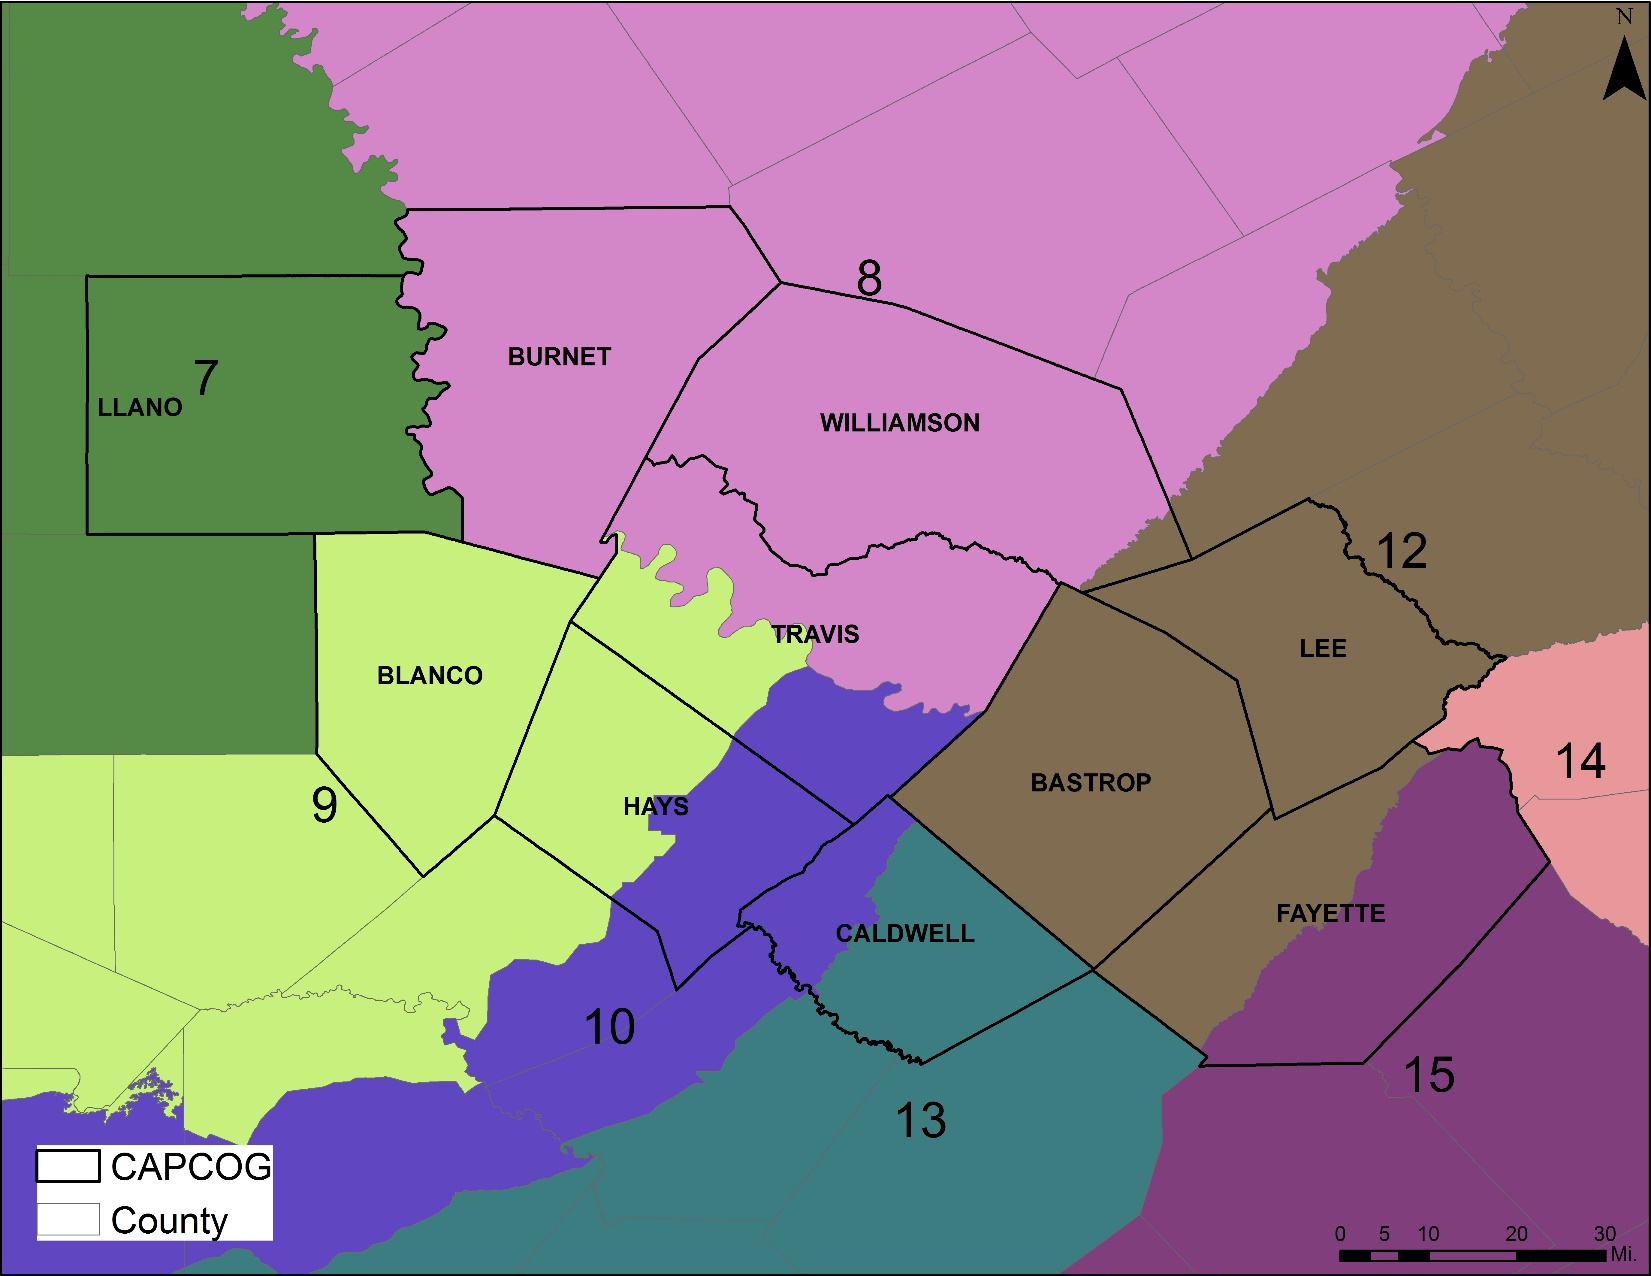 N
8
BURNET
7
LLANO
WILLIAMSON
12
TRAVIS
LEE
BLANCO
14
BASTROP
9
HAYS
FAYETTE
CALDWELL
10
15
13
CAPCOG
County
0 5 10 20 30
Mi.